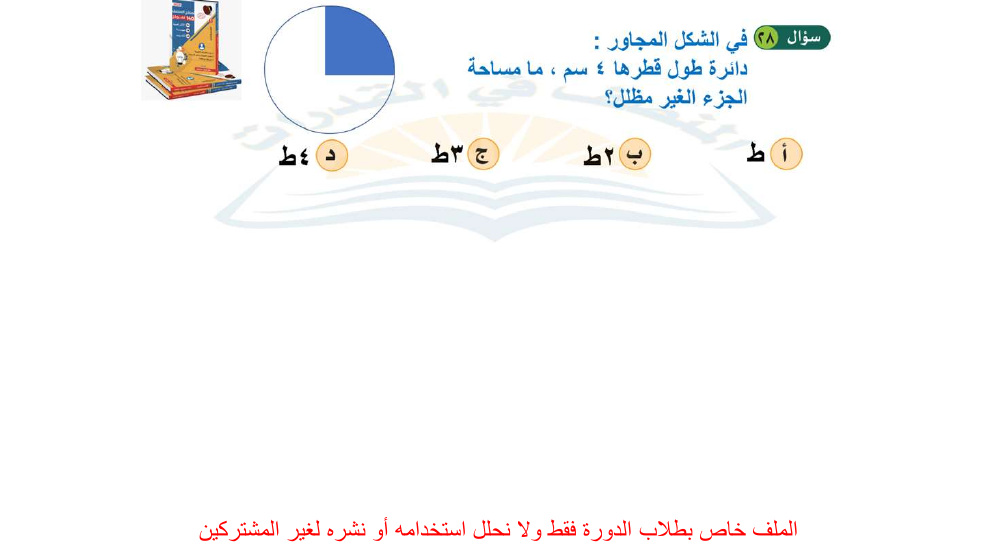 سؤال ٢٨
في الشكل المجاور :
دائرة طول قطرها ٤ سم ، ما مساحة
الجزء الغير مظلل؟
أ ط
ب ٢ط
ج ٣ط
د ٤ط
الملف خاص بطلاب الدورة فقط ولا نحلل استخدامه أو نشره لغير المشتركين